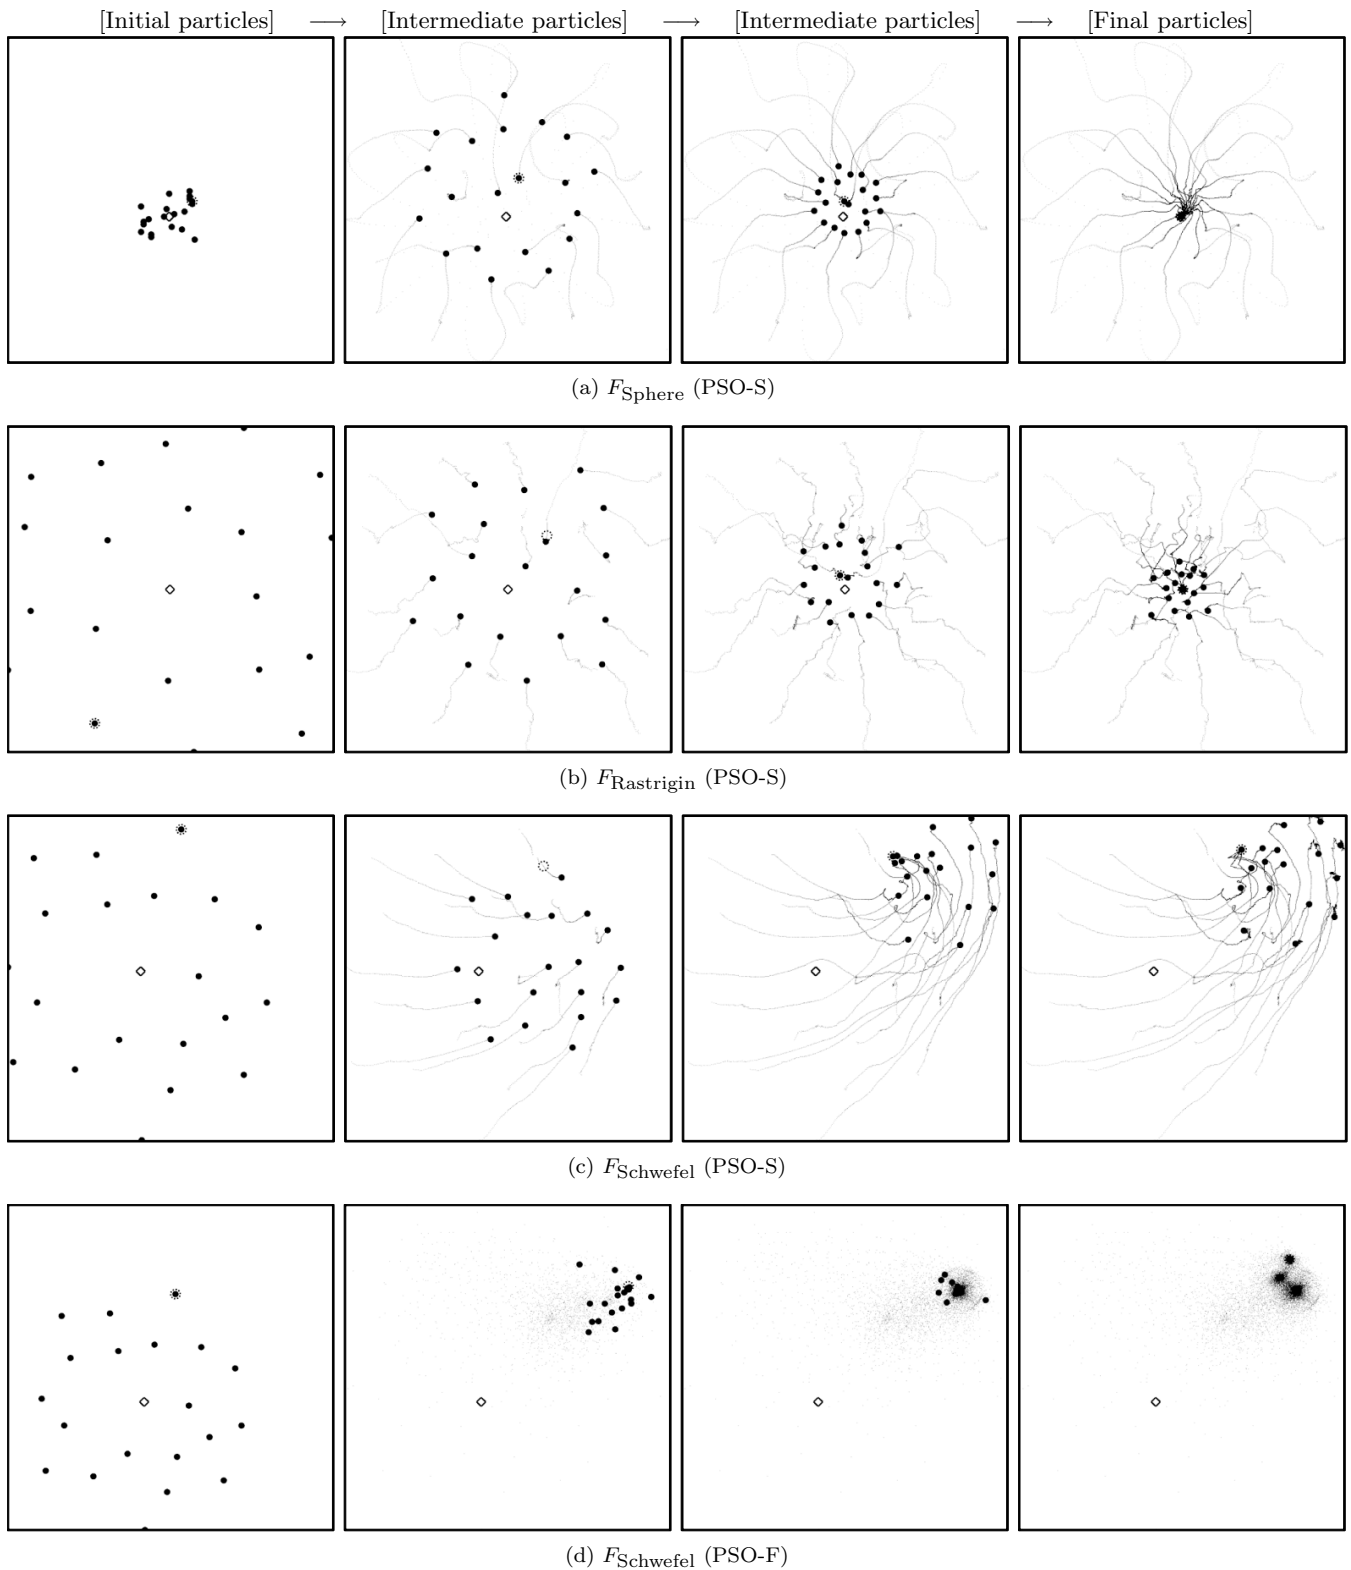 [Initial particles] ⟶ [Intermediate particles] ⟶ [Intermediate particles] ⟶ [Final particles]
(a) F_Sphere (PSO-S)
(b) F_Rastrigin (PSO-S)
(c) F_Schwefel (PSO-S)
(d) F_Schwefel (PSO-F)